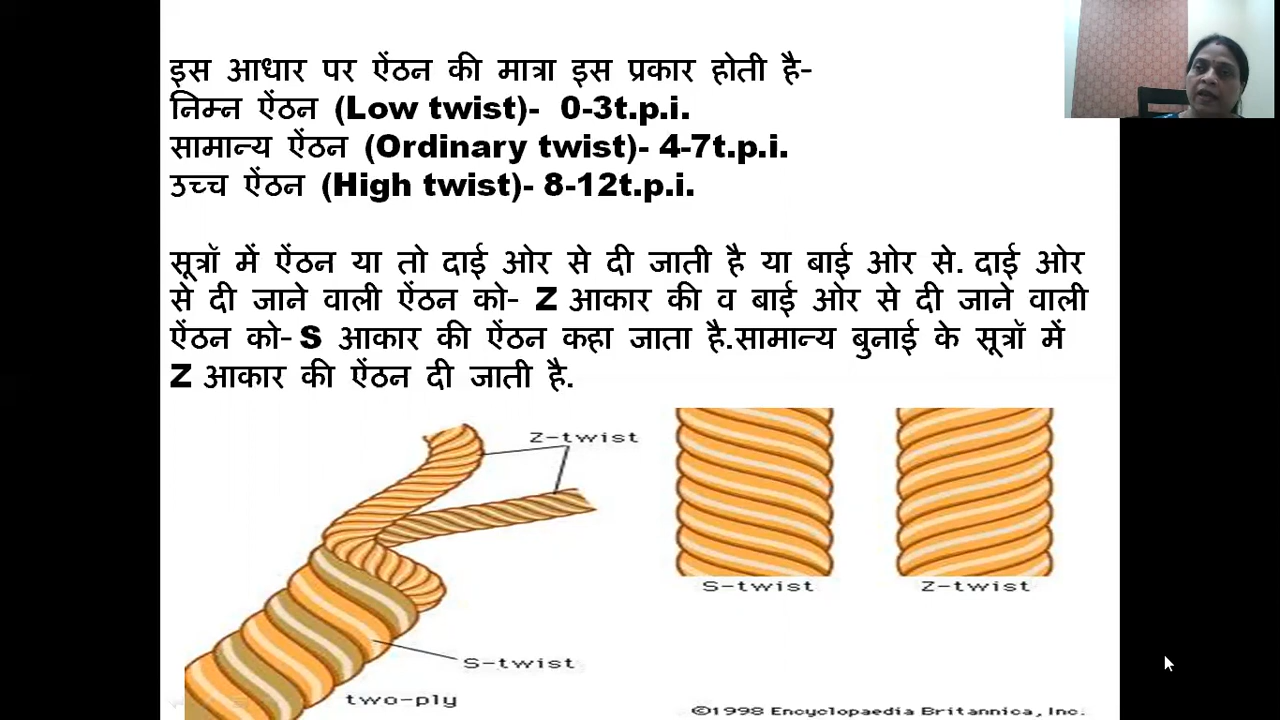 इस आधार पर ऐंठन की मात्रा इस प्रकार होती है-
निम्न ऐंठन (Low twist)- 0-3t.p.i.
सामान्य ऐंठन (Ordinary twist)- 4-7t.p.i.
उच्च ऐंठन (High twist)- 8-12t.p.i.
सूत्रॉ में ऐंठन या तो दाई ओर से दी जाती है या बाई ओर से. दाई ओर
से दी जाने वाली ऐंठन को- Z आकार की व बाई ओर से दी जाने वाली
ऐंठन को- S आकार की ऐंठन कहा जाता है.सामान्य बुनाई के सूत्रॉ में
Z आकार की ऐंठन दी जाती है.
Z-twist
S-twist
two-ply
S-twist
Z-twist
©1998 Encyclopaedia Britannica, Inc.